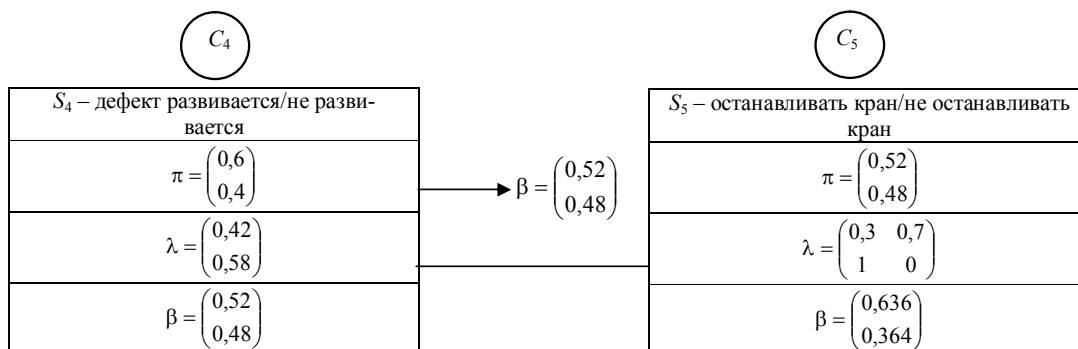 C₄
C₅
S₄ – дефект развивается/не разви-
вается
π = (0,6
0,4)
λ = (0,42
0,58)
β = (0,52
0,48)
β = (0,52
0,48)
S₅ – останавливать кран/не останавливать
кран
π = (0,52
0,48)
λ = (0,3 0,7
1 0)
β = (0,636
0,364)